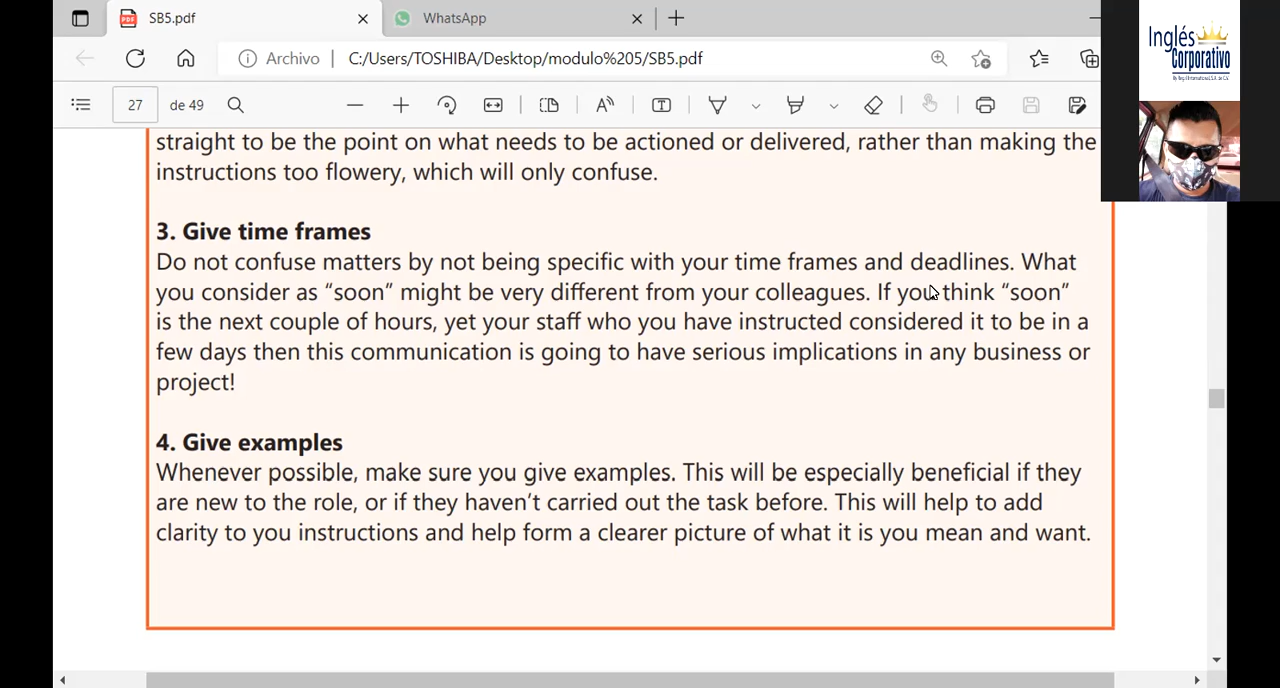 SB5.pdf
WhatsApp
Archivo
C:/Users/TOSHIBA/Desktop/modulo%205/SB5.pdf
27
de 49
straight to be the point on what needs to be actioned or delivered, rather than making the
instructions too flowery, which will only confuse.
3. Give time frames
Do not confuse matters by not being specific with your time frames and deadlines. What
you consider as “soon” might be very different from your colleagues. If you think “soon”
is the next couple of hours, yet your staff who you have instructed considered it to be in a
few days then this communication is going to have serious implications in any business or
project!
4. Give examples
Whenever possible, make sure you give examples. This will be especially beneficial if they
are new to the role, or if they haven’t carried out the task before. This will help to add
clarity to you instructions and help form a clearer picture of what it is you mean and want.
Inglés
Corporativo